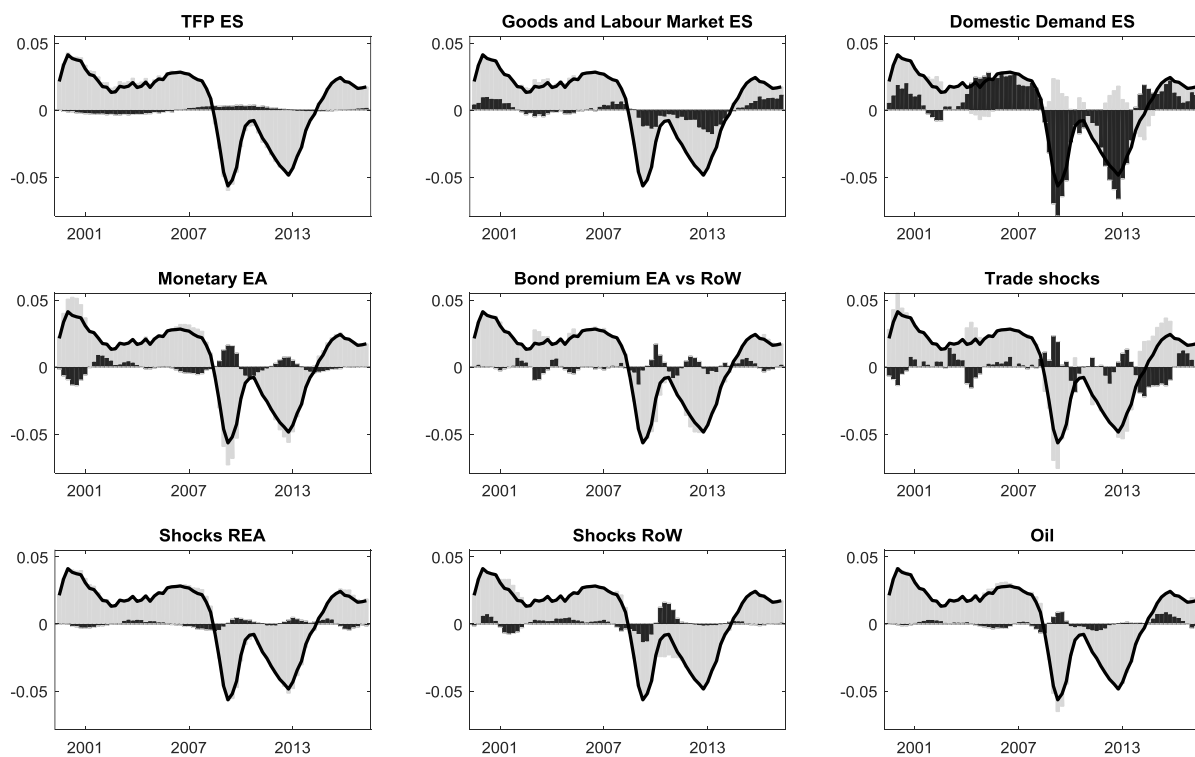 TFP ES
Goods and Labour Market ES
Domestic Demand ES
0.05
0
-0.05
2001 2007 2013
0.05
0
-0.05
2001 2007 2013
0.05
0
-0.05
2001 2007 2013
Monetary EA
Bond premium EA vs RoW
Trade shocks
0.05
0
-0.05
2001 2007 2013
0.05
0
-0.05
2001 2007 2013
0.05
0
-0.05
2001 2007 2013
Shocks REA
Shocks RoW
Oil
0.05
0
-0.05
2001 2007 2013
0.05
0
-0.05
2001 2007 2013
0.05
0
-0.05
2001 2007 2013